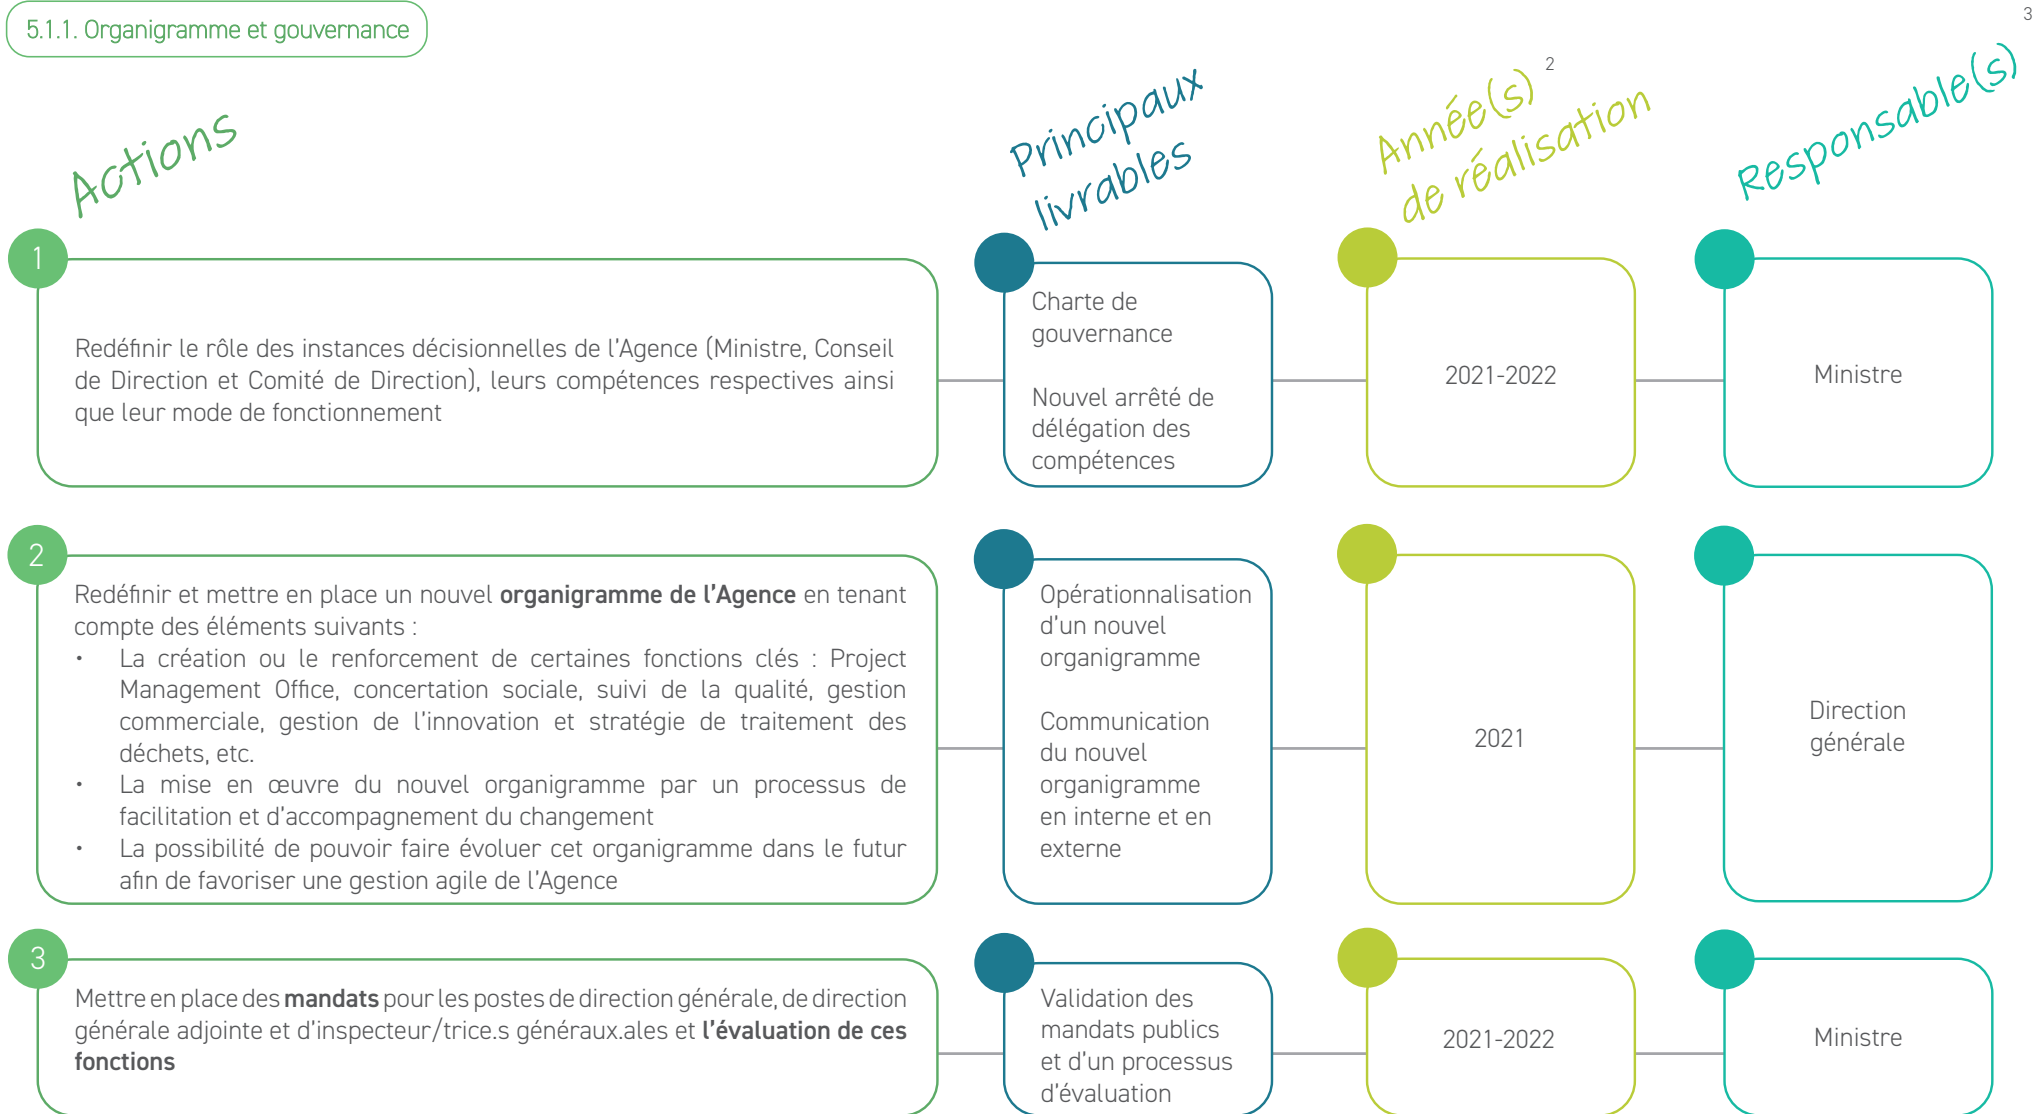 5.1.1. Organigramme et gouvernance
3
Actions
Principaux
livrables
Année(s) 2
de réalisation
Responsable(s)
1
Redéfinir le rôle des instances décisionnelles de l'Agence (Ministre, Conseil
de Direction et Comité de Direction), leurs compétences respectives ainsi
que leur mode de fonctionnement
Charte de
gouvernance
Nouvel arrêté de
délégation des
compétences
2021-2022
Ministre
2
Redéfinir et mettre en place un nouvel organigramme de l'Agence en tenant
compte des éléments suivants :
• La création ou le renforcement de certaines fonctions clés : Project
Management Office, concertation sociale, suivi de la qualité, gestion
commerciale, gestion de l'innovation et stratégie de traitement des
déchets, etc.
• La mise en œuvre du nouvel organigramme par un processus de
facilitation et d'accompagnement du changement
• La possibilité de pouvoir faire évoluer cet organigramme dans le futur
afin de favoriser une gestion agile de l'Agence
Opérationnalisation
d'un nouvel
organigramme
Communication
du nouvel
organigramme
en interne et en
externe
2021
Direction
générale
3
Mettre en place des mandats pour les postes de direction générale, de direction
générale adjointe et d'inspecteur/trice.s généraux.ales et l'évaluation de ces
fonctions
Validation des
mandats publics
et d'un processus
d'évaluation
2021-2022
Ministre